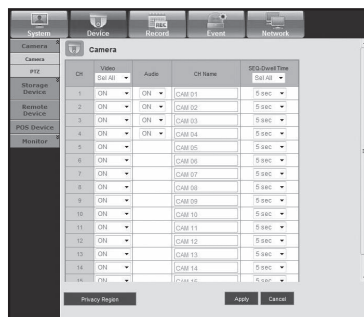 System Device Record Event Network
Camera
Camera
PTZ
Storage Device
Remote Device
POS Device
Monitor
Camera
CH Video Audio CH Name SEQ-Dwell Time
Sel All Sel All
1 ON ON CAM 01 5 sec
2 ON ON CAM 02 5 sec
3 ON ON CAM 03 5 sec
4 ON ON CAM 04 5 sec
5 ON CAM 05 5 sec
6 ON CAM 06 5 sec
7 ON CAM 07 5 sec
8 ON CAM 08 5 sec
9 ON CAM 09 5 sec
10 ON CAM 10 5 sec
11 ON CAM 11 5 sec
12 ON CAM 12 5 sec
13 ON CAM 13 5 sec
14 ON CAM 14 5 sec
15 ON CAM 15 5 sec
Privacy Region Apply Cancel